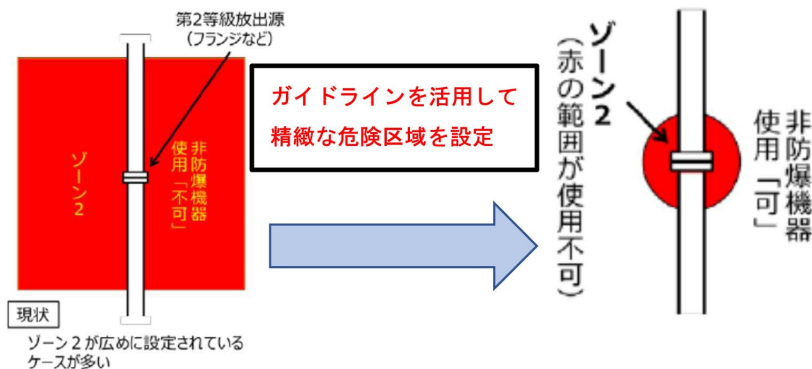 第2等級放出源
（フランジなど）
ゾーン2
非防爆機器
使用「不可」
現状
ゾーン2が広めに設定されている
ケースが多い
ガイドラインを活用して
精緻な危険区域を設定
ゾーン2
（赤の範囲が使用不可）
非防爆機器
使用「可」